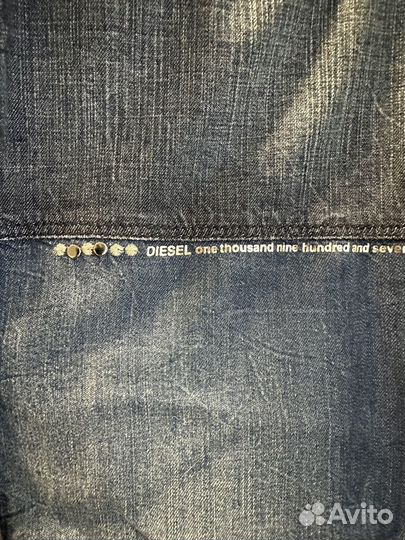 DIESEL one thousand nine hundred and seven
Avito